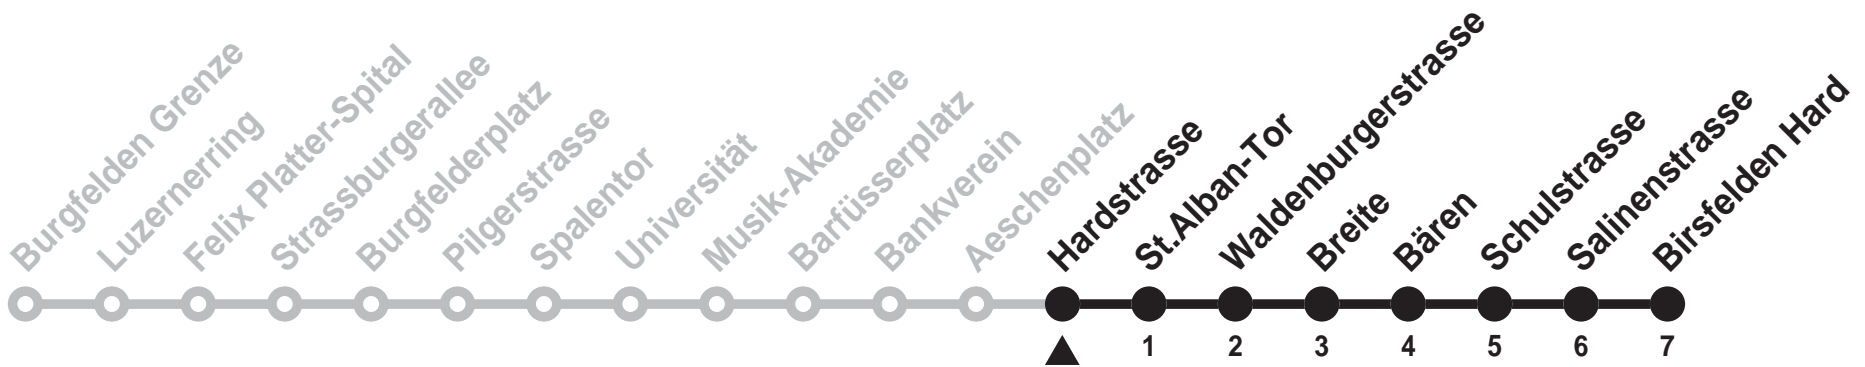 Burgfelden Grenze
Luzernerring
Felix Platter-Spital
Strassburgerallee
Burgfelderplatz
Pilgerstrasse
Spalentor
Universität
Musik-Akademie
Barfüsserplatz
Bankverein
Aeschenplatz
Hardstrasse
St.Alban-Tor
Waldenburgerstrasse
Breite
Bären
Schulstrasse
Salinenstrasse
Birsfelden Hard
1 2 3 4 5 6 7